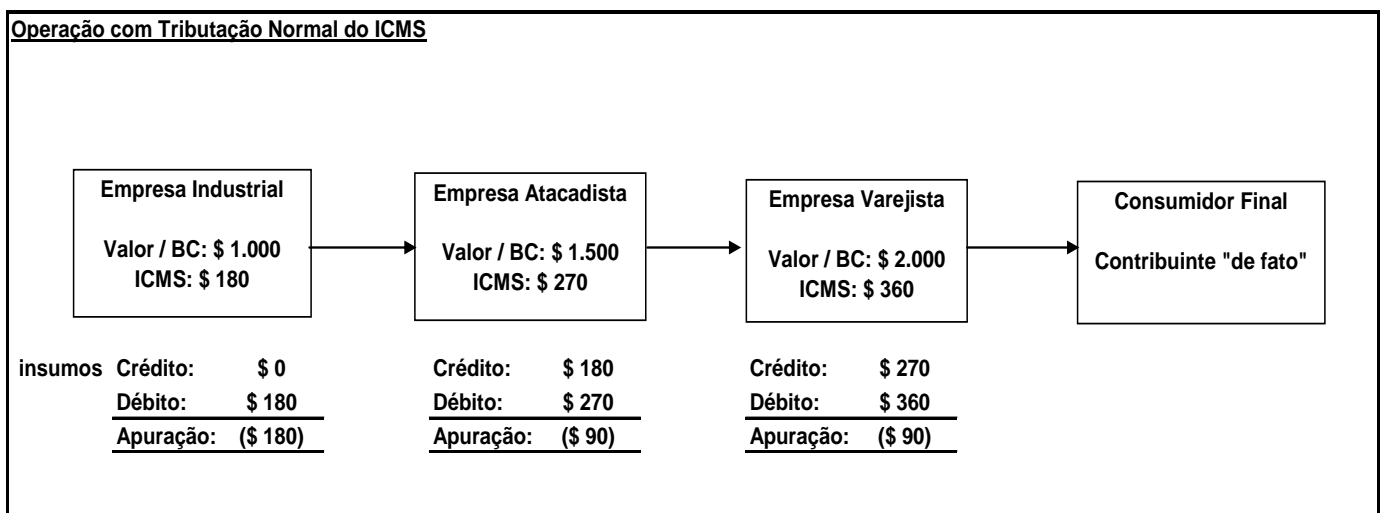 Operação com Tributação Normal do ICMS
Empresa Industrial
Valor / BC: $ 1.000
ICMS: $ 180
Empresa Atacadista
Valor / BC: $ 1.500
ICMS: $ 270
Empresa Varejista
Valor / BC: $ 2.000
ICMS: $ 360
Consumidor Final
Contribuinte "de fato"
insumos Crédito: $ 0
Débito: $ 180
Apuração: ($ 180)
Crédito: $ 180
Débito: $ 270
Apuração: ($ 90)
Crédito: $ 270
Débito: $ 360
Apuração: ($ 90)